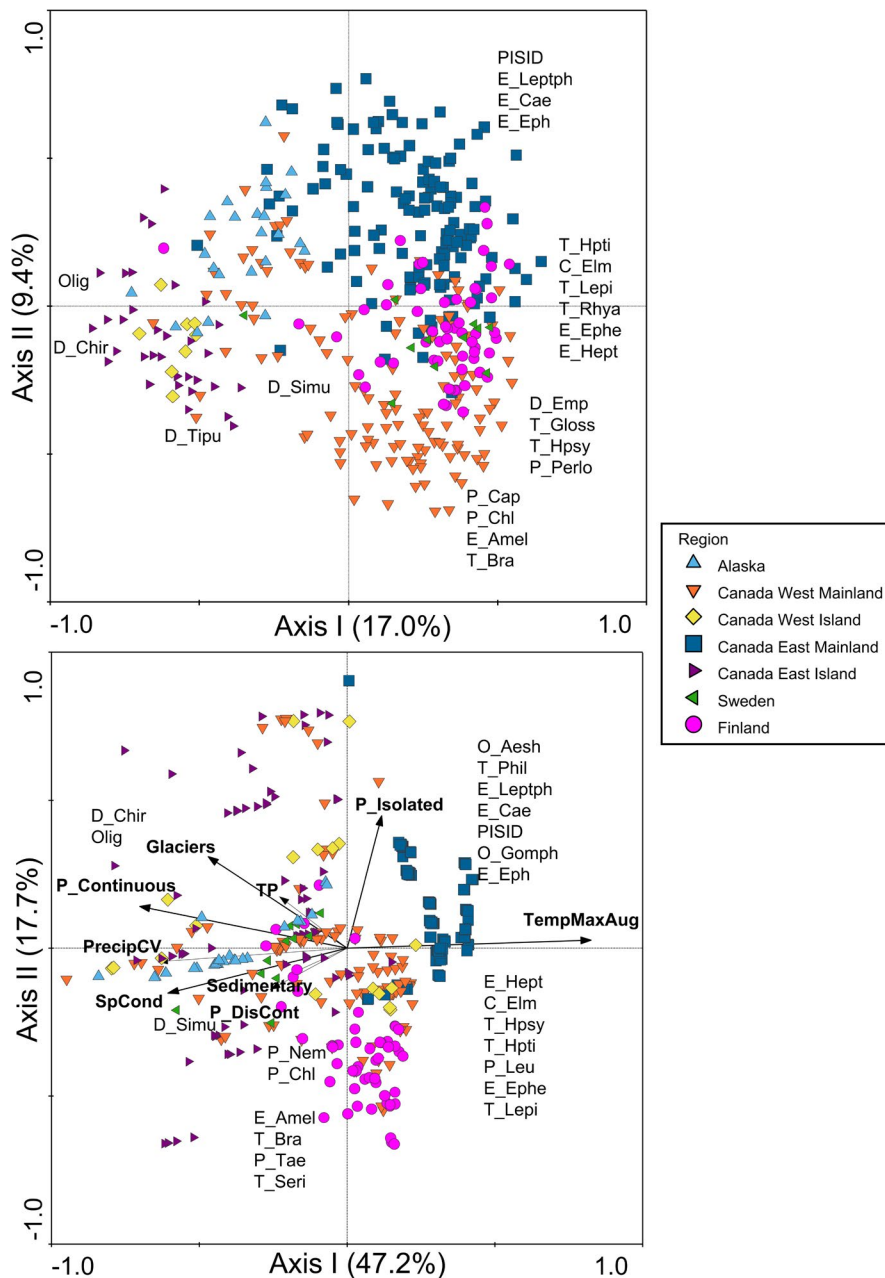 1.0
PISID
E_Leptph
E_Cae
E_Eph
T_Hpti
C_Elm
T_Lepi
T_Rhya
E_Ephe
E_Hept
Olig
D_Chir
D_Simu
D_Tipu
D_Emp
T_Gloss
T_Hpsy
P_Perlo
P_Cap
P_Chl
E_Amel
T_Bra
Axis II (9.4%)
-1.0
-1.0
Axis I (17.0%)
1.0
Region
Alaska
Canada West Mainland
Canada West Island
Canada East Mainland
Canada East Island
Sweden
Finland
1.0
O_Aesh
T_Phil
E_Leptph
E_Cae
PISID
O_Gomph
E_Eph
P_Isolated
D_Chir
Olig
Glaciers
P_Continuous
TP
TempMaxAug
PrecipCV
Sedimentary
SpCond
P_DisCont
D_Simu
E_Hept
C_Elm
T_Hpsy
T_Hpti
P_Leu
E_Ephe
T_Lepi
P_Nem
P_Chl
E_Amel
T_Bra
P_Tae
T_Seri
Axis II (17.7%)
-1.0
-1.0
Axis I (47.2%)
1.0